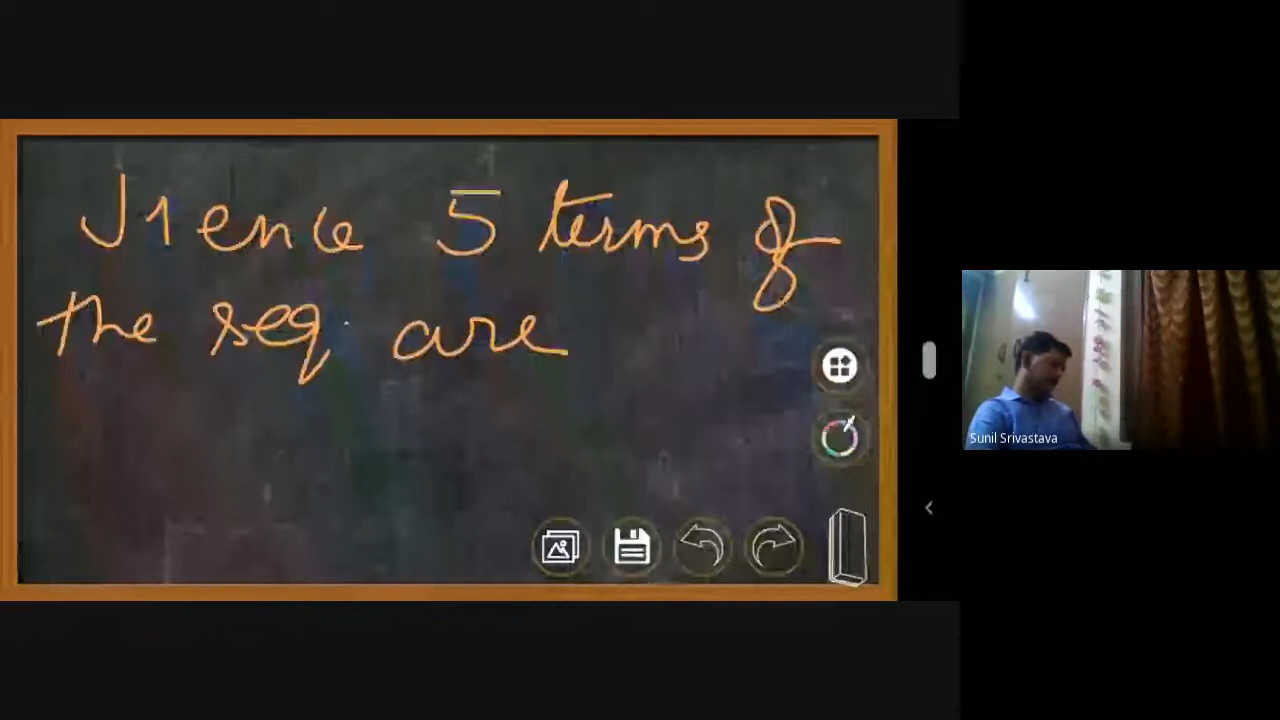 Hence 5 terms of
the seq. are
Sunil Srivastava